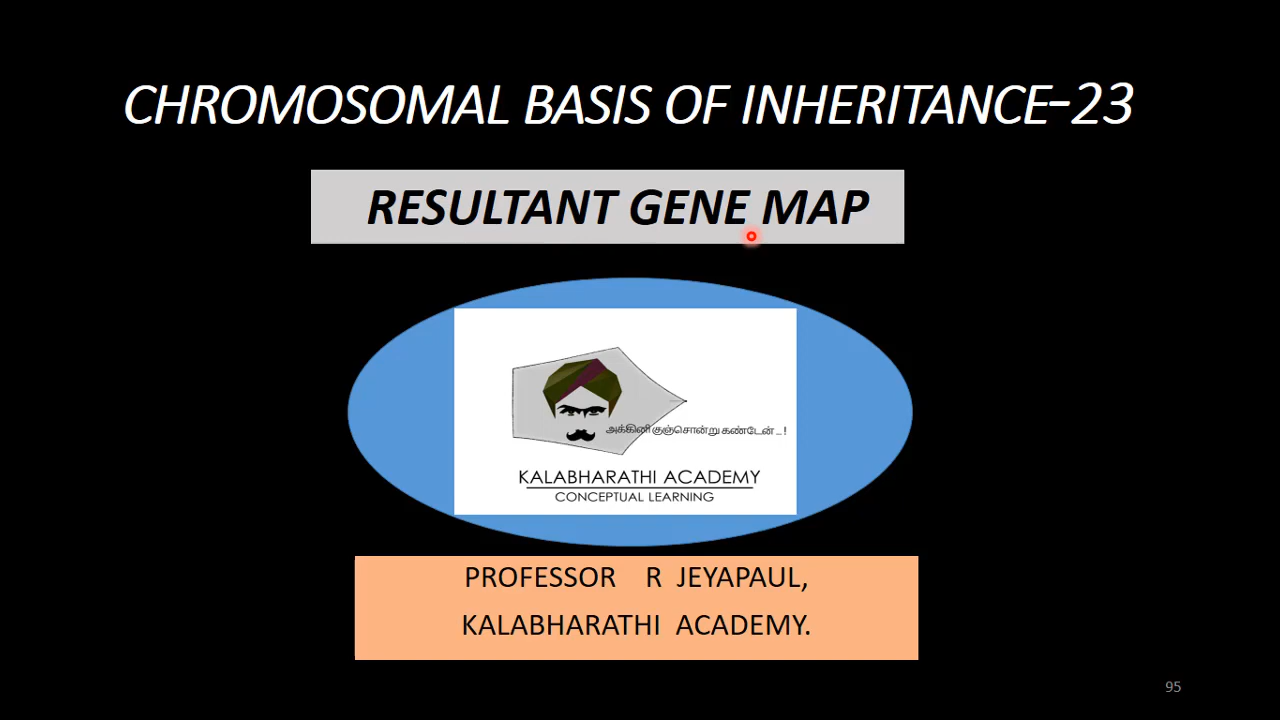 CHROMOSOMAL BASIS OF INHERITANCE-23
RESULTANT GENE MAP
அக்கினி குஞ்சொன்று கண்டேன் ... !
KALABHARATHI ACADEMY
CONCEPTUAL LEARNING
PROFESSOR R JEYAPAUL,
KALABHARATHI ACADEMY.
95